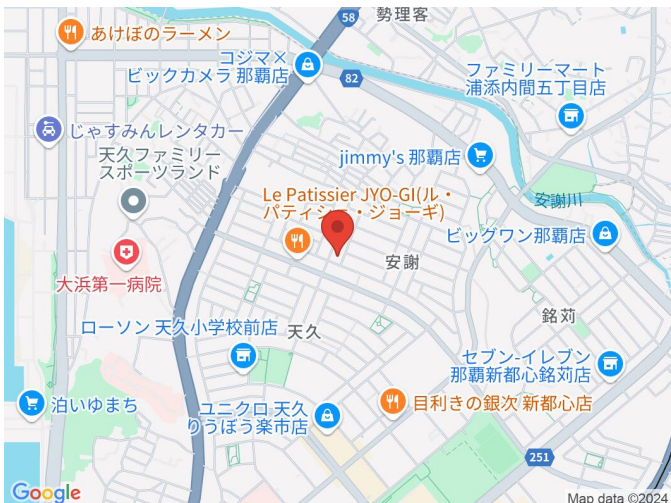 58
勢理客
あけぼのラーメン
コジマ×
ビックカメラ 那覇店
82
ファミリーマート
浦添内間五丁目店
じゃすみんレンタカー
天久ファミリー
スポーツランド
jimmy's 那覇店
Le Patissier JYO-GI(ル・
パティシェ・ジョーギ)
安謝川
ビッグワン那覇店
安謝
大浜第一病院
銘苅
ローソン 天久小学校前店
天久
セブン-イレブン
那覇新都心銘苅店
泊いゆまち
ユニクロ 天久
りうぼう楽市店
目利きの銀次 新都心店
251
Google
Map data ©2024